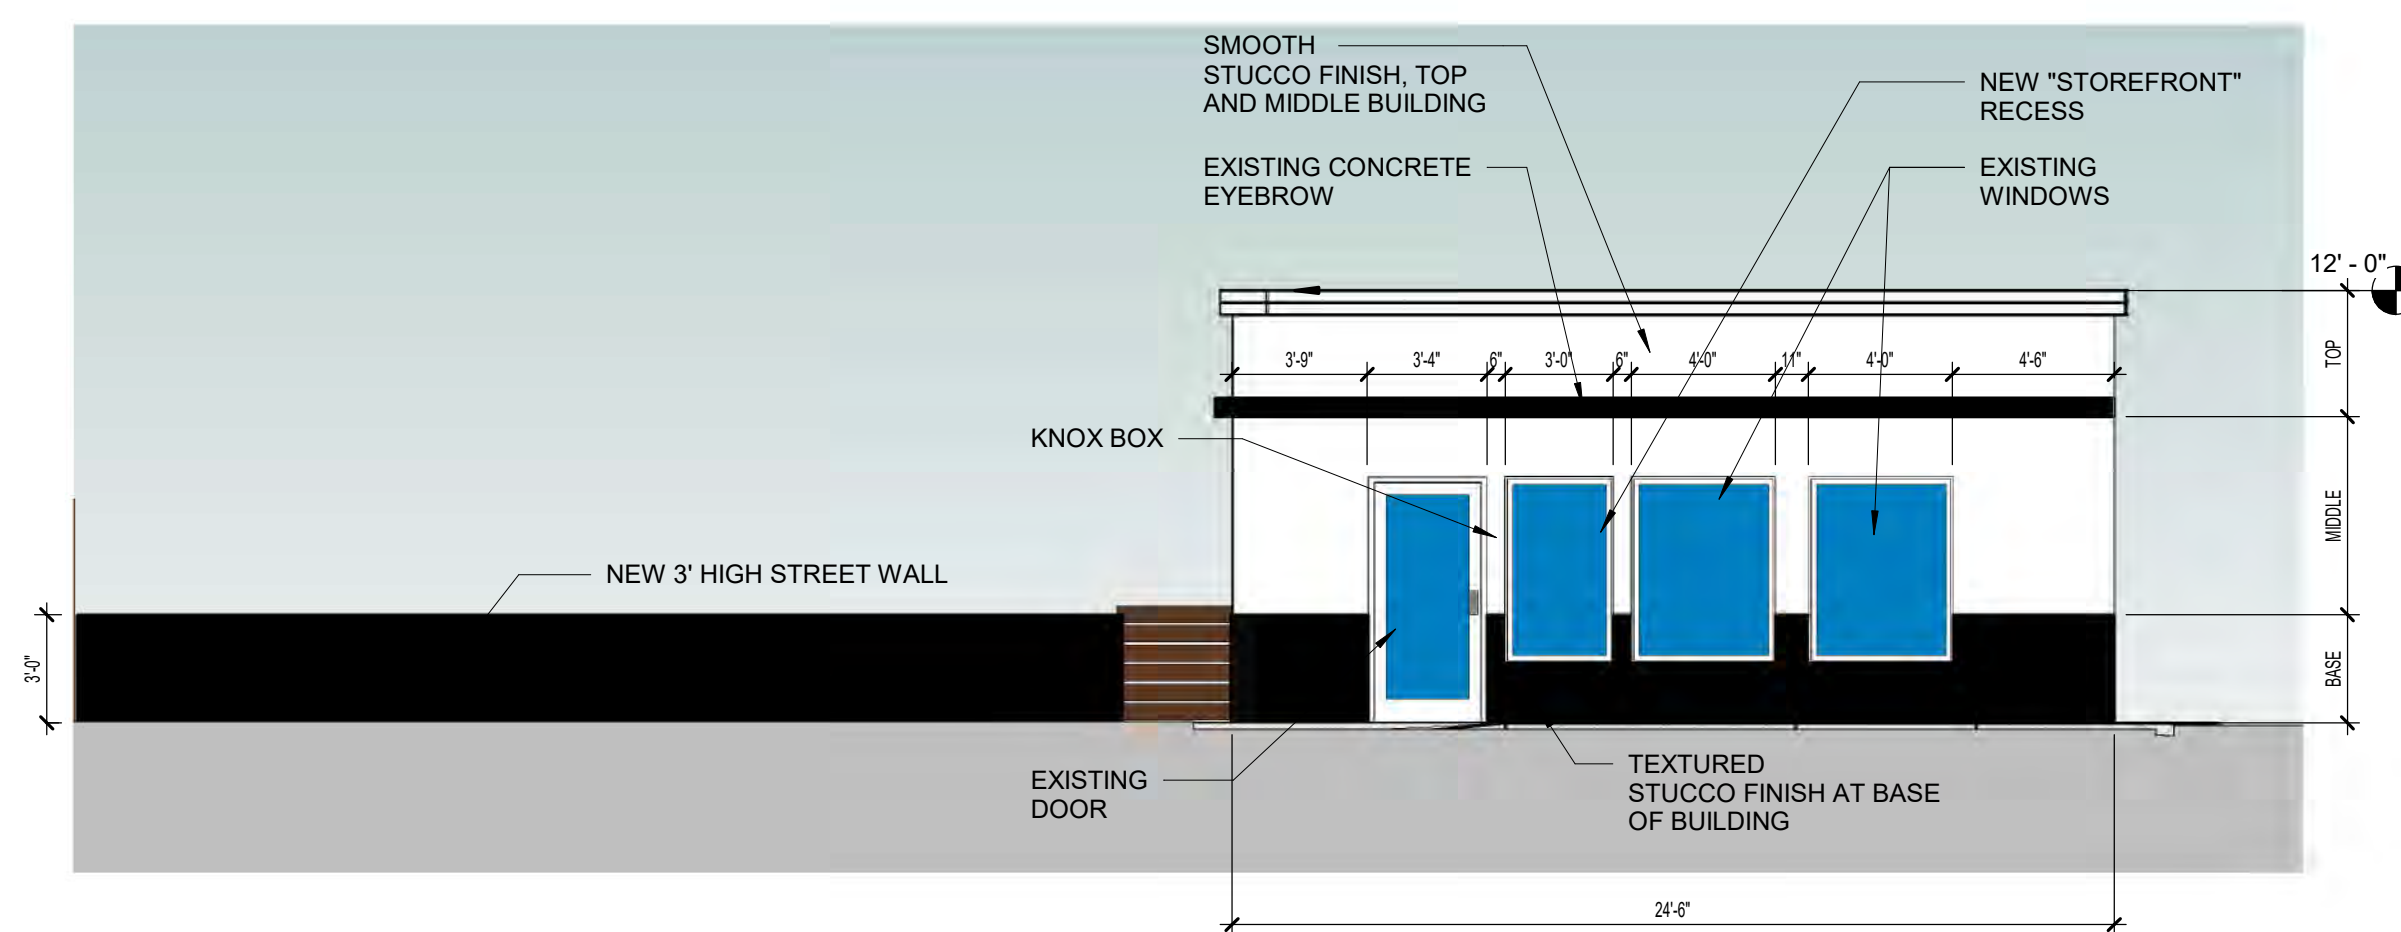 SMOOTH
STUCCO FINISH, TOP
AND MIDDLE BUILDING
NEW "STOREFRONT"
RECESS
EXISTING CONCRETE
EYEBROW
EXISTING
WINDOWS
12' - 0"
3'-9"
3'-4"
6"
3'-0"
6"
4'-0"
11"
4'-0"
4'-6"
TOP
KNOX BOX
MIDDLE
NEW 3' HIGH STREET WALL
3'-0"
BASE
EXISTING
DOOR
TEXTURED
STUCCO FINISH AT BASE
OF BUILDING
24'-6"